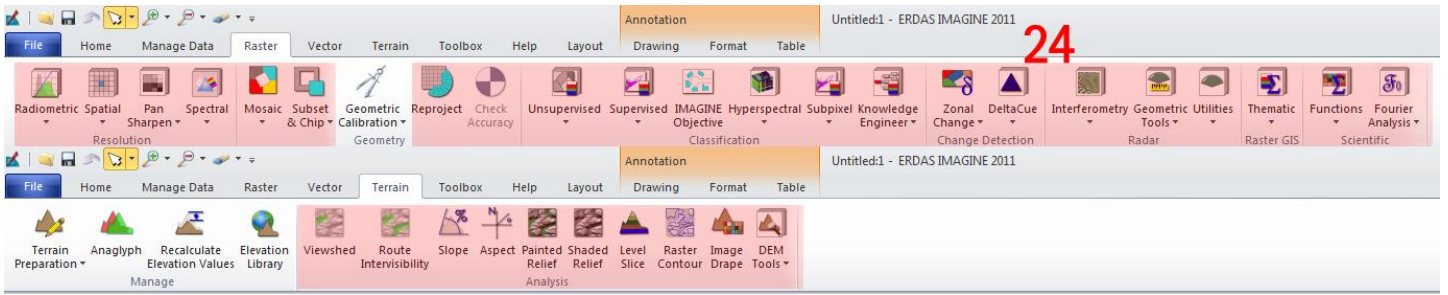 Annotation Untitled:1 - ERDAS IMAGINE 2011
24
File Home Manage Data Raster Vector Terrain Toolbox Help Layout Drawing Format Table
Radiometric Spatial Pan Spectral Mosaic Subset Geometric Reproject Check Unsupervised Supervised IMAGINE Hyperspectral Subpixel Knowledge Zonal DeltaCue Interferometry Geometric Utilities Thematic Functions Fourier
Sharpen & Chip Calibration Accuracy Objective Engineer Change Tools Analysis
Resolution Geometry Classification Change Detection Radar Raster GIS Scientific
Annotation Untitled:1 - ERDAS IMAGINE 2011
File Home Manage Data Raster Vector Terrain Toolbox Help Layout Drawing Format Table
Terrain Anaglyph Recalculate Elevation Viewshed Route Slope Aspect Painted Shaded Level Raster Image DEM
Preparation Elevation Values Library Intervisibility Relief Relief Slice Contour Drape Tools
Manage Analysis